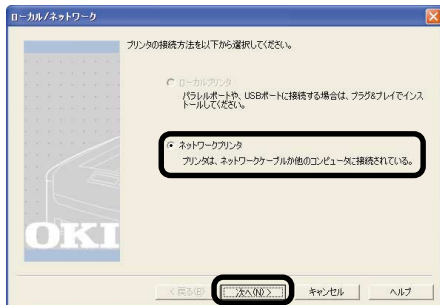 ローカル/ネットワーク
プリンタの接続方法を以下から選択してください。
ローカルプリンタ
パラレルポートや、USBポートに接続する場合は、プラグ&プレイでインス
トールしてください。
ネットワークプリンタ
プリンタは、ネットワークケーブルか他のコンピュータに接続されている。
OKI
< 戻る(B)
次へ(N) >
キャンセル
ヘルプ